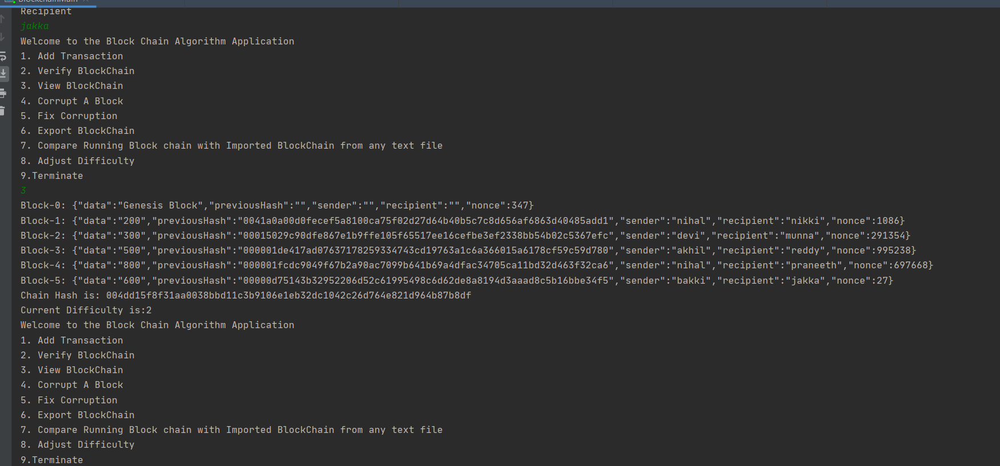 BlockchainMain
Recipient
jakka
Welcome to the Block Chain Algorithm Application
1. Add Transaction
2. Verify BlockChain
3. View BlockChain
4. Corrupt A Block
5. Fix Corruption
6. Export BlockChain
7. Compare Running Block chain with Imported BlockChain from any text file
8. Adjust Difficulty
9.Terminate
3
Block-0: {"data":"Genesis Block","previousHash":"","sender":"","recipient":"","nonce":347}
Block-1: {"data":"200","previousHash":"0041a0a00d0fecef5a8100ca75f02d27d64b40b5c7c8d656af6863d40485add1","sender":"nihal","recipient":"nikki","nonce":1086}
Block-2: {"data":"300","previousHash":"00015029c90dfe867e1b9ffe105f65517ee16cefbe3ef2338bb54b02c5367efc","sender":"devi","recipient":"munna","nonce":291354}
Block-3: {"data":"500","previousHash":"000001de417ad07637178259334743cd19763a1c6a366015a6178cf59c59d780","sender":"akhil","recipient":"reddy","nonce":995238}
Block-4: {"data":"800","previousHash":"000001fcdc9049f67b2a90ac7099b641b69a4dfac34705ca11bd32d463f32ca6","sender":"nihal","recipient":"praneeth","nonce":697668}
Block-5: {"data":"600","previousHash":"00000d75143b32952206d52c61995498c6d62de8a8194d3aaad8c5b16bbe34f5","sender":"bakki","recipient":"jakka","nonce":27}
Chain Hash is: 004dd15f8f31aa0038bbd11c3b9106e1eb32dc1042c26d764e821d964b87b8df
Current Difficulty is:2
Welcome to the Block Chain Algorithm Application
1. Add Transaction
2. Verify BlockChain
3. View BlockChain
4. Corrupt A Block
5. Fix Corruption
6. Export BlockChain
7. Compare Running Block chain with Imported BlockChain from any text file
8. Adjust Difficulty
9.Terminate